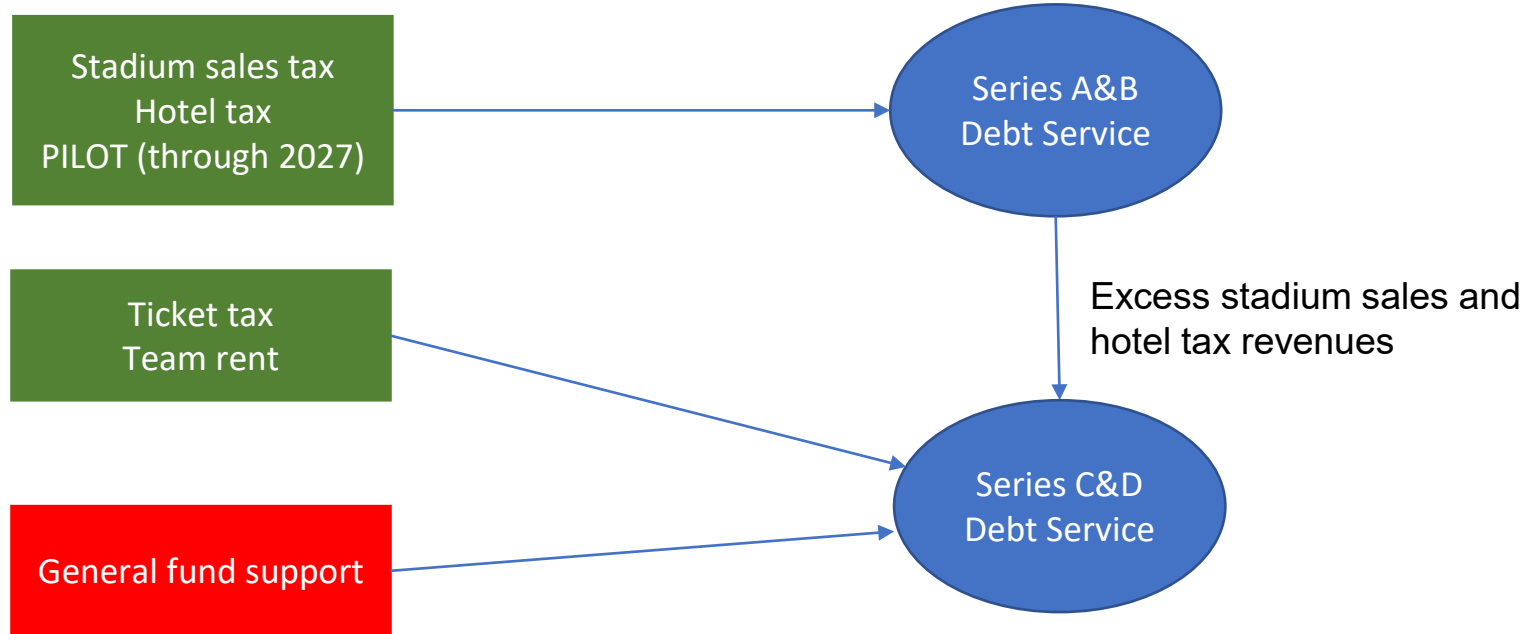 Stadium sales tax
Hotel tax
PILOT (through 2027)
Series A&B
Debt Service
Ticket tax
Team rent
Excess stadium sales and
hotel tax revenues
General fund support
Series C&D
Debt Service